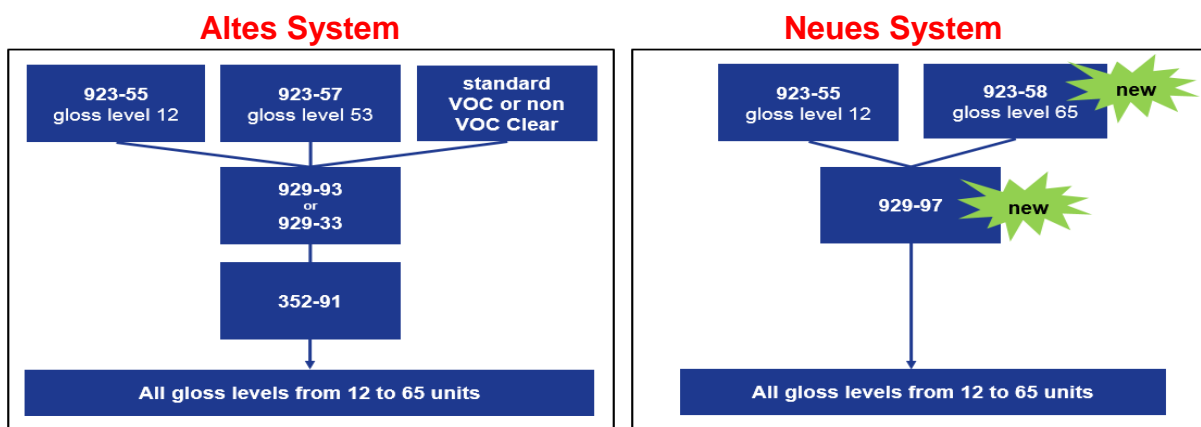 Altes System
923-55
gloss level 12
923-57
gloss level 53
standard
VOC or non
VOC Clear
929-93
or
929-33
352-91
All gloss levels from 12 to 65 units
Neues System
923-55
gloss level 12
923-58
gloss level 65
new
929-97
new
All gloss levels from 12 to 65 units